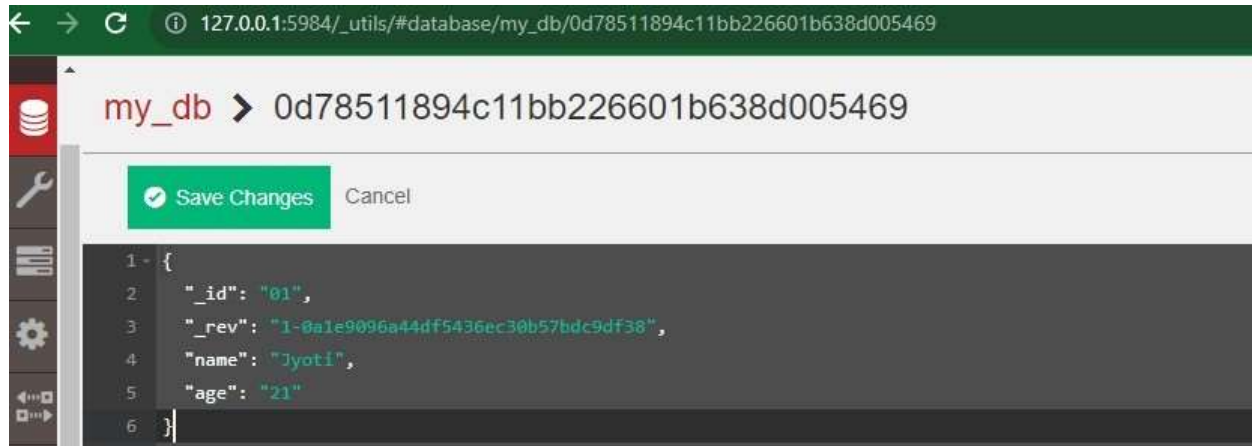 127.0.0.1:5984/_utils/#database/my_db/0d78511894c11bb226601b638d005469
my_db > 0d78511894c11bb226601b638d005469
Save Changes Cancel
1 {
2 "_id": "01",
3 "_rev": "1-0a1e9096a44df5436ec30b57bdc9df38",
4 "name": "Jyoti",
5 "age": "21"
6 }